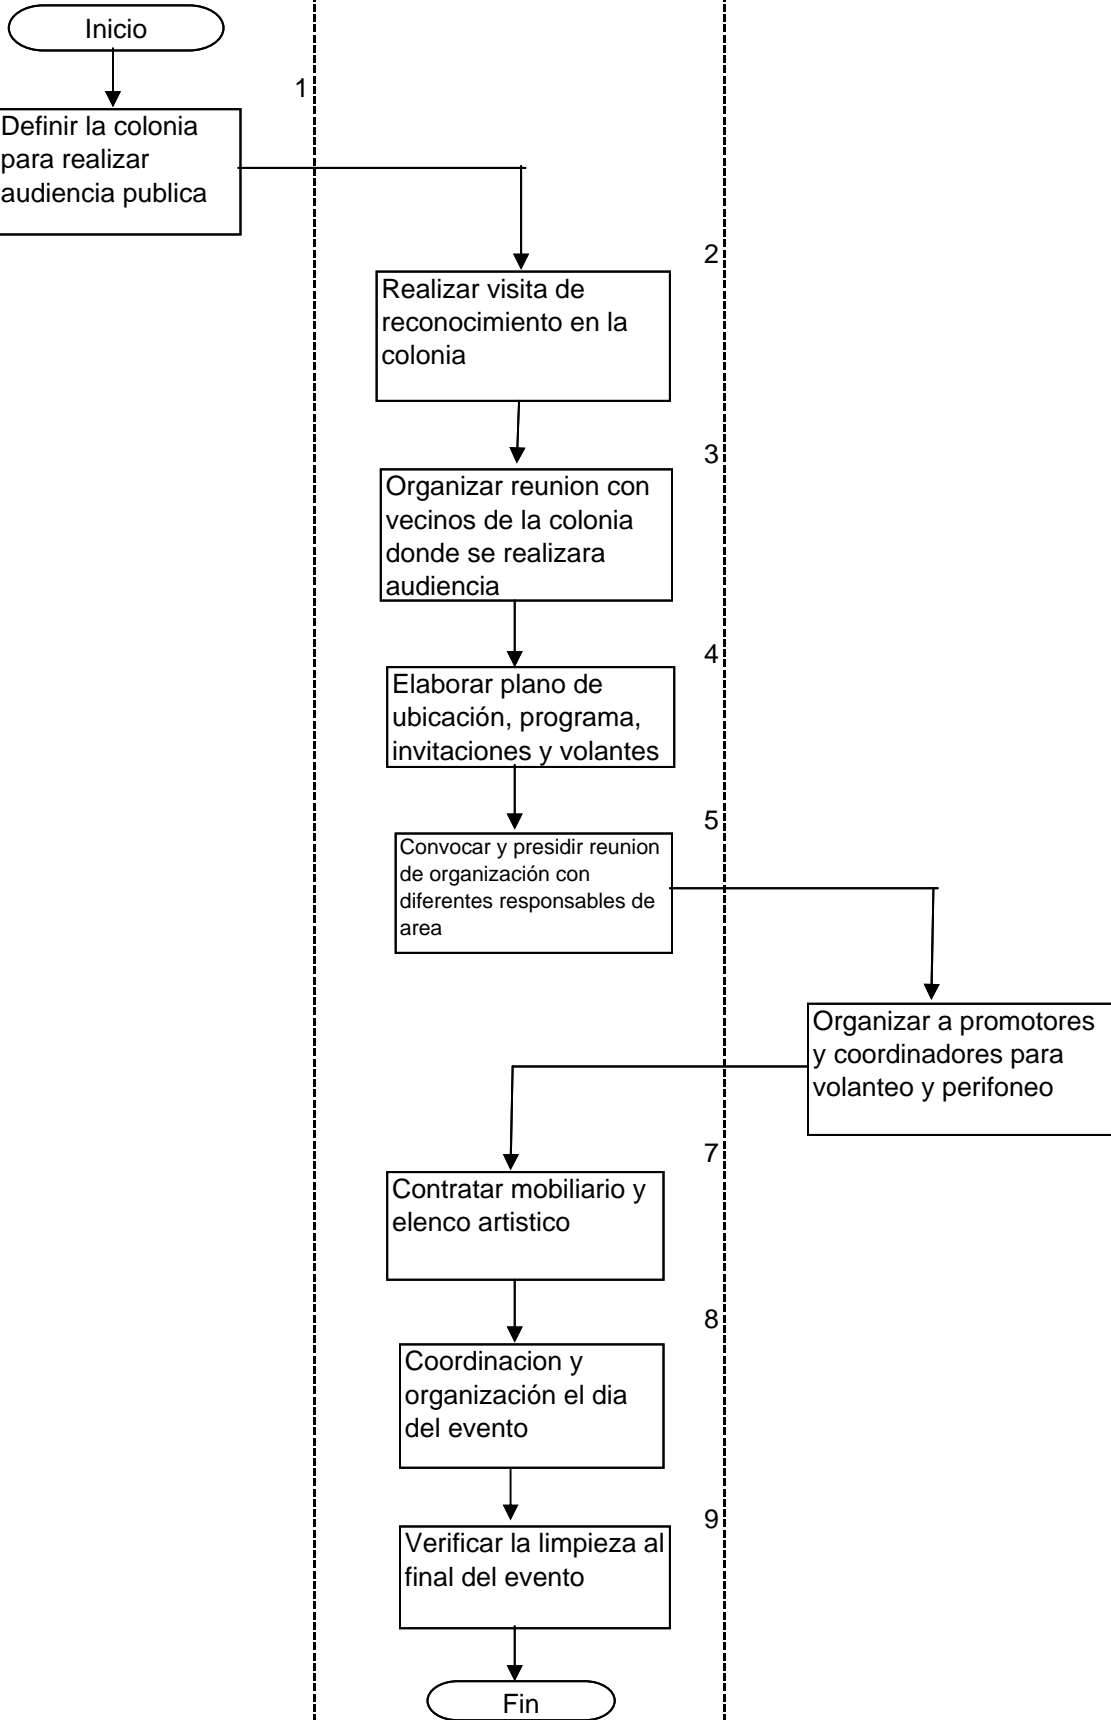 Inicio
1
Definir la colonia
para realizar
audiencia publica
2
Realizar visita de
reconocimiento en la
colonia
3
Organizar reunion con
vecinos de la colonia
donde se realizara
audiencia
4
Elaborar plano de
ubicación, programa,
invitaciones y volantes
5
Convocar y presidir reunion
de organización con
diferentes responsables de
area
Organizar a promotores
y coordinadores para
volanteo y perifoneo
7
Contratar mobiliario y
elenco artistico
8
Coordinacion y
organización el dia
del evento
9
Verificar la limpieza al
final del evento
Fin